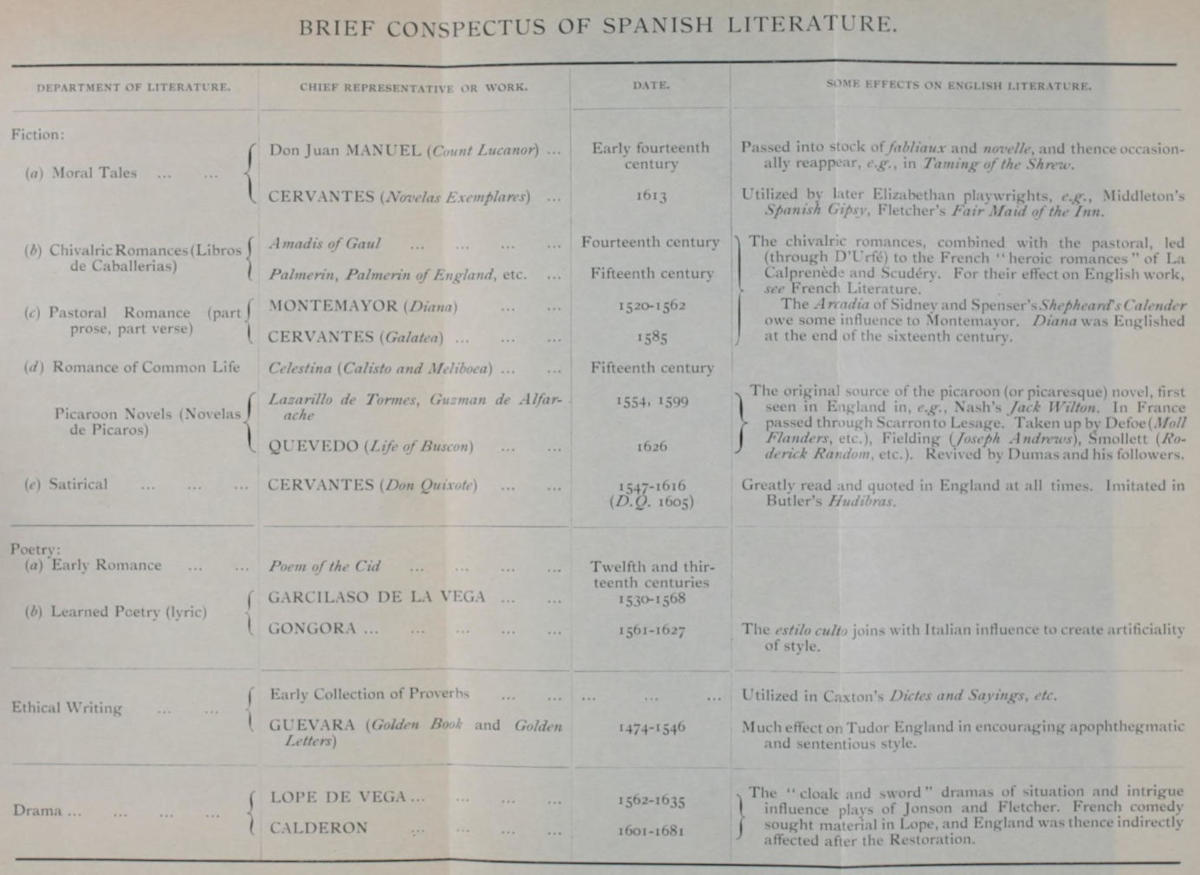 BRIEF CONSPECTUS OF SPANISH LITERATURE.
DEPARTMENT OF LITERATURE. CHIEF REPRESENTATIVE OR WORK. DATE. SOME EFFECTS ON ENGLISH LITERATURE.
Fiction:
(a) Moral Tales ... ...
Don Juan MANUEL (Count Lucanor) ...
Early fourteenth
century
Passed into stock of fabliaux and novelle, and thence occasion-
ally reappear, e.g., in Taming of the Shrew.
CERVANTES (Novelas Exemplares) ...
1613
Utilized by later Elizabethan playwrights, e.g., Middleton's
Spanish Gipsy, Fletcher's Fair Maid of the Inn.
(b) Chivalric Romances (Libros
de Caballerias)
Amadis of Gaul ... ... ... ...
Fourteenth century
Palmerin, Palmerin of England, etc. ...
Fifteenth century
The chivalric romances, combined with the pastoral, led
(through D'Urfé) to the French "heroic romances" of La
Calprenède and Scudéry. For their effect on English work,
see French Literature.
(c) Pastoral Romance (part
prose, part verse)
MONTEMAYOR (Diana) ... ...
1520-1562
CERVANTES (Galatea) ... ... ...
1585
The Arcadia of Sidney and Spenser's Shepheard's Calender
owe some influence to Montemayor. Diana was Englished
at the end of the sixteenth century.
(d) Romance of Common Life
Celestina (Calisto and Meliboea) ... ...
Fifteenth century
Picaroon Novels (Novelas
de Picaros)
Lazarillo de Tormes, Guzman de Alfar-
ache
1554, 1599
QUEVEDO (Life of Buscon) ... ...
1626
The original source of the picaroon (or picaresque) novel, first
seen in England in, e.g., Nash's Jack Wilton. In France
passed through Scarron to Lesage. Taken up by Defoe (Moll
Flanders, etc.), Fielding (Joseph Andrews), Smollett (Ro-
derick Random, etc.). Revived by Dumas and his followers.
(e) Satirical ... ... ...
CERVANTES (Don Quixote) ... ...
1547-1616
(D.Q. 1605)
Greatly read and quoted in England at all times. Imitated in
Butler's Hudibras.
Poetry:
(a) Early Romance ... ...
Poem of the Cid ... ... ... ...
Twelfth and thir-
teenth centuries
(b) Learned Poetry (lyric)
GARCILASO DE LA VEGA ... ...
1530-1568
GONGORA ... ... ... ... ...
1561-1627
The estilo culto joins with Italian influence to create artificiality
of style.
Ethical Writing ... ...
Early Collection of Proverbs ... ...
... ... ...
Utilized in Caxton's Dictes and Sayings, etc.
GUEVARA (Golden Book and Golden
Letters)
1474-1546
Much effect on Tudor England in encouraging apophthegmatic
and sententious style.
Drama ... ... ... ...
LOPE DE VEGA ... ... ... ...
1562-1635
CALDERON ... ... ... ...
1601-1681
The "cloak and sword" dramas of situation and intrigue
influence plays of Jonson and Fletcher. French comedy
sought material in Lope, and England was thence indirectly
affected after the Restoration.